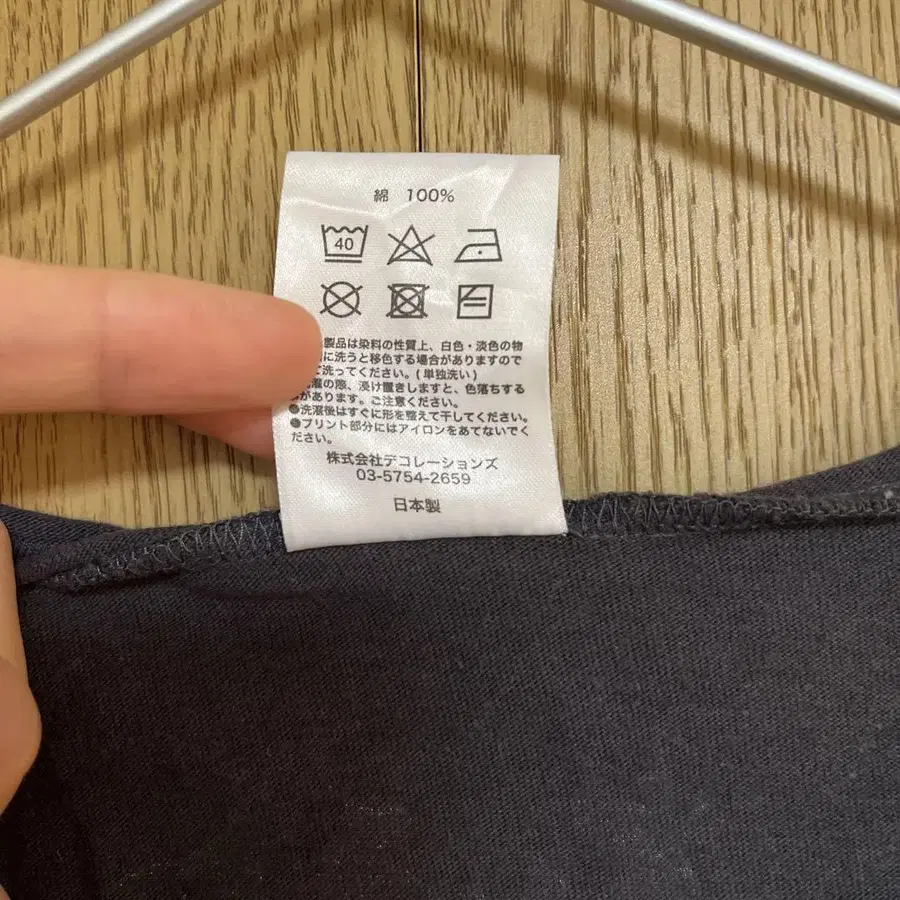 綿 100%
40
製品は染料の性質上、白色・淡色の物
に洗うと移色する場合がありますので
洗ってください。(単独洗い)
の際、浸け置きしますと、色落ちする
があります。ご注意ください。
●洗濯後はすぐに形を整えて干してください。
●プリント部分にはアイロンをあてないでく
ださい。
株式会社デコレーションズ
03-5754-2659
日本製